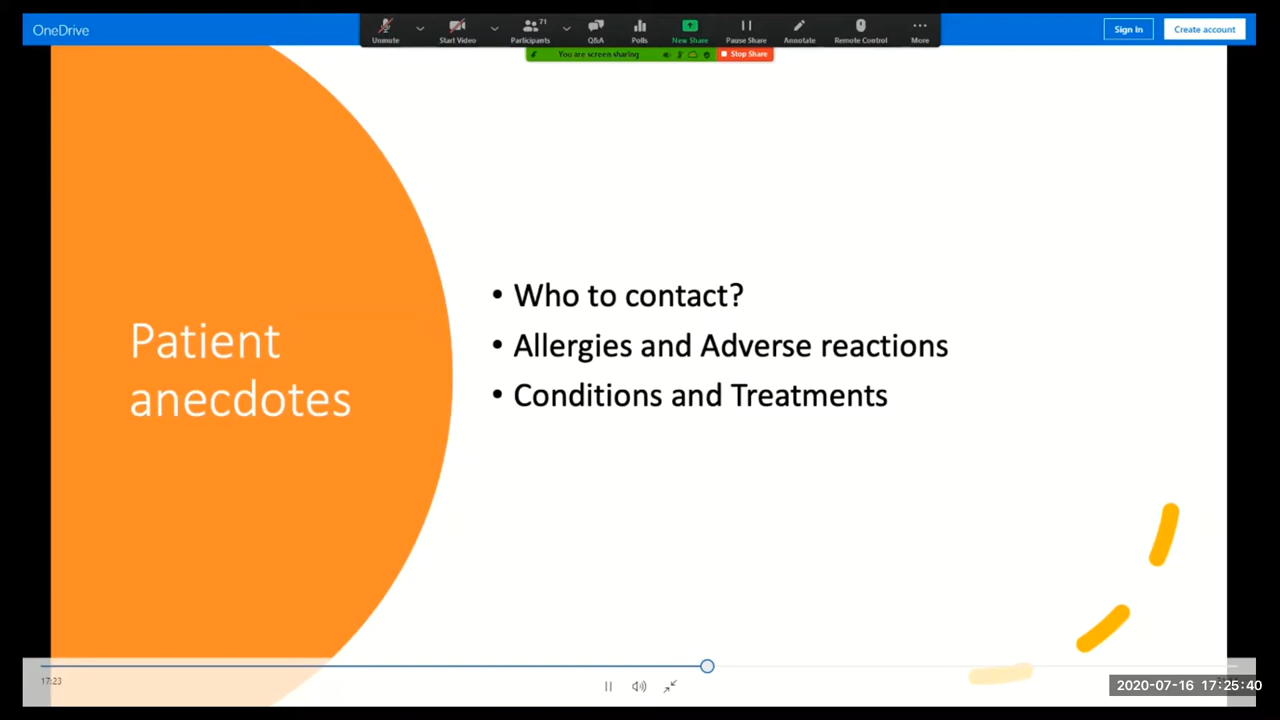 OneDrive
Unmute
Start Video
71
Participants
Q&A
Polls
New Share
Pause Share
Annotate
Remote Control
More
Sign In
Create account
You are screen sharing
Stop Share
Patient
anecdotes
• Who to contact?
• Allergies and Adverse reactions
• Conditions and Treatments
17:23
2020-07-16 17:25:40